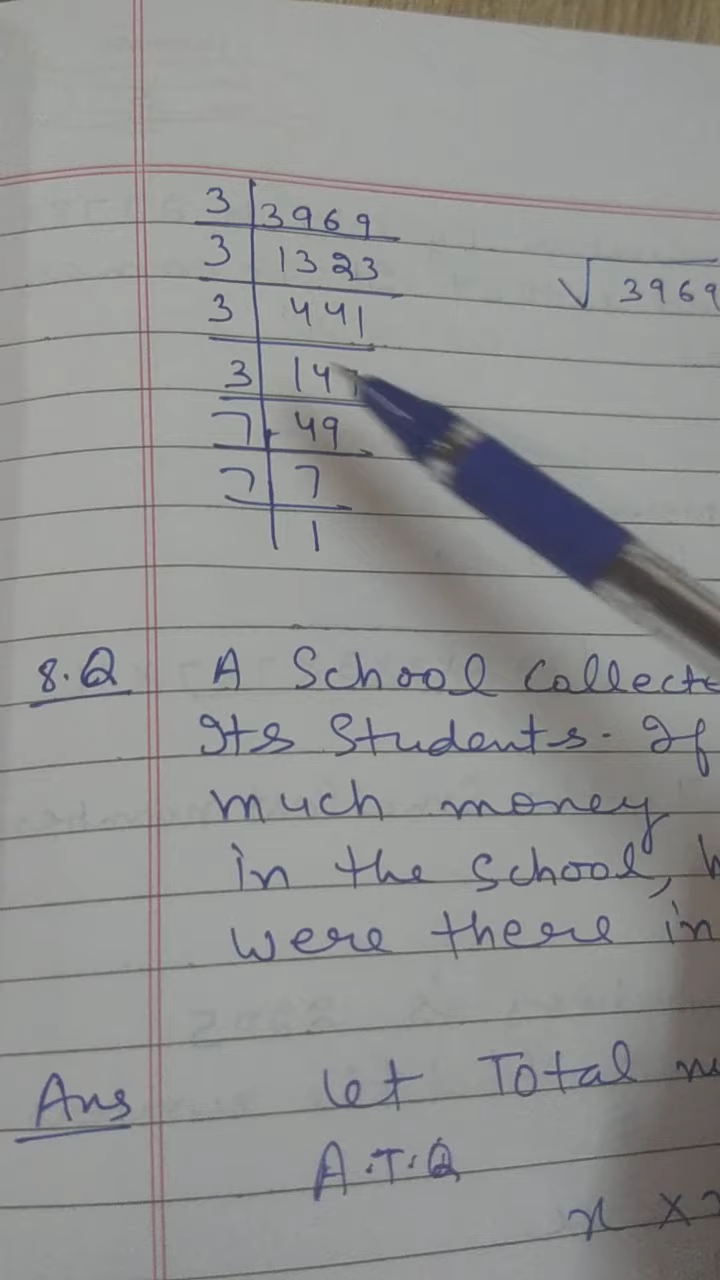 3 | 3969
3 | 1323
3 | 441
3 | 147
7 | 49
7 | 7
1
√3969
8.Q A School Collect
Its Students. If
much money
in the School,
were there in
Ans let Total
A.T.Q
x ×